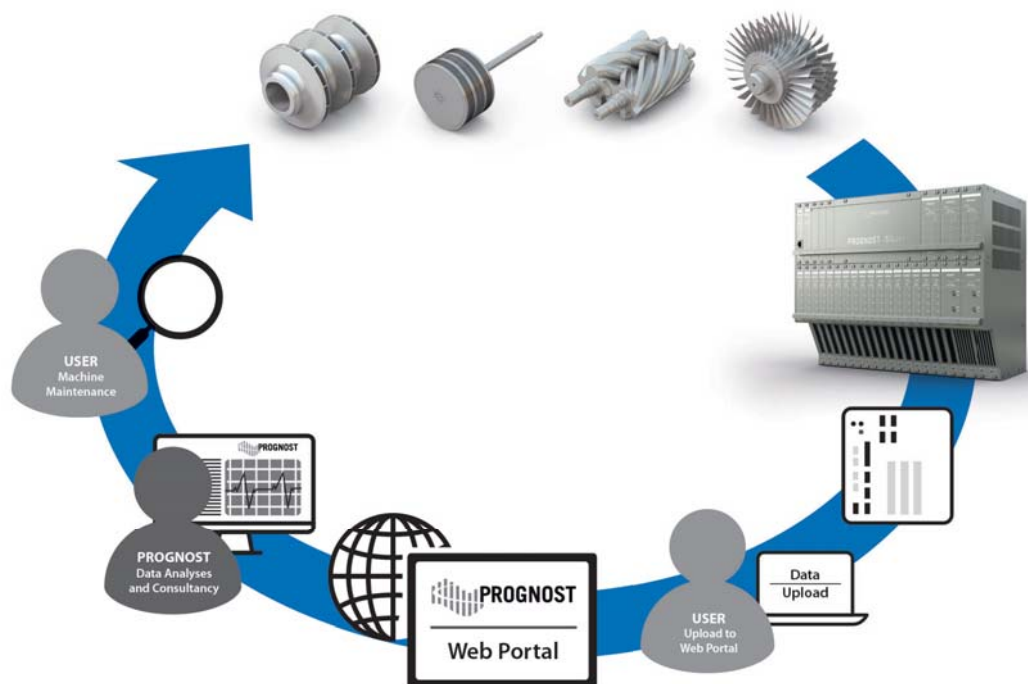 PROGNOST
USER
Machine
Maintenance
PROGNOST
PROGNOST
Data Analyses
and Consultancy
PROGNOST
Web Portal
Data
Upload
USER
Upload to
Web Portal